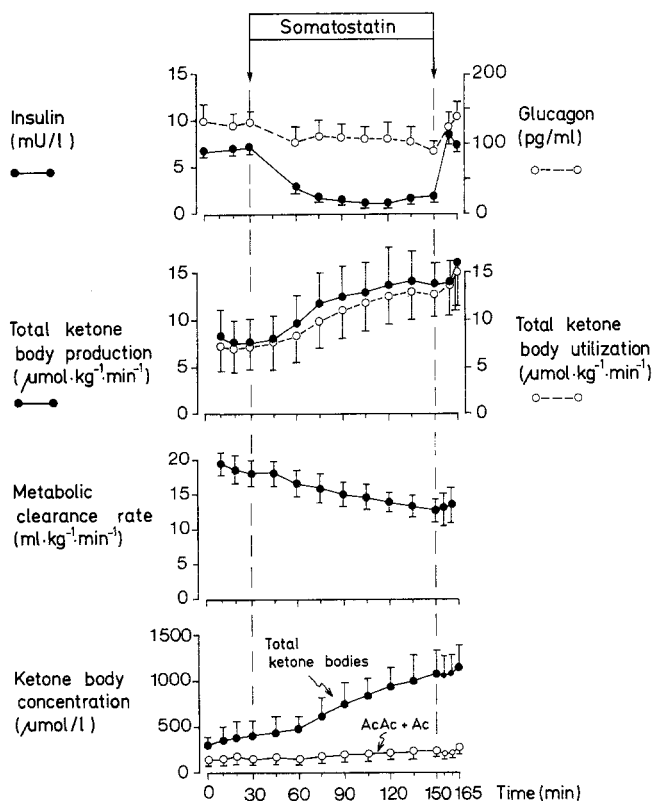 Somatostatin
Insulin
(mU/l)
15
10
5
0
200
100
0
Glucagon
(pg/ml)
Total ketone
body production
(µmol·kg⁻¹·min⁻¹)
15
10
5
0
15
10
5
0
Total ketone
body utilization
(µmol·kg⁻¹·min⁻¹)
Metabolic
clearance rate
(ml·kg⁻¹·min⁻¹)
20
15
10
5
0
Ketone body
concentration
(µmol/l)
1500
1000
500
0
Total
ketone bodies
AcAc + Ac
0 30 60 90 120 150 165 Time (min)